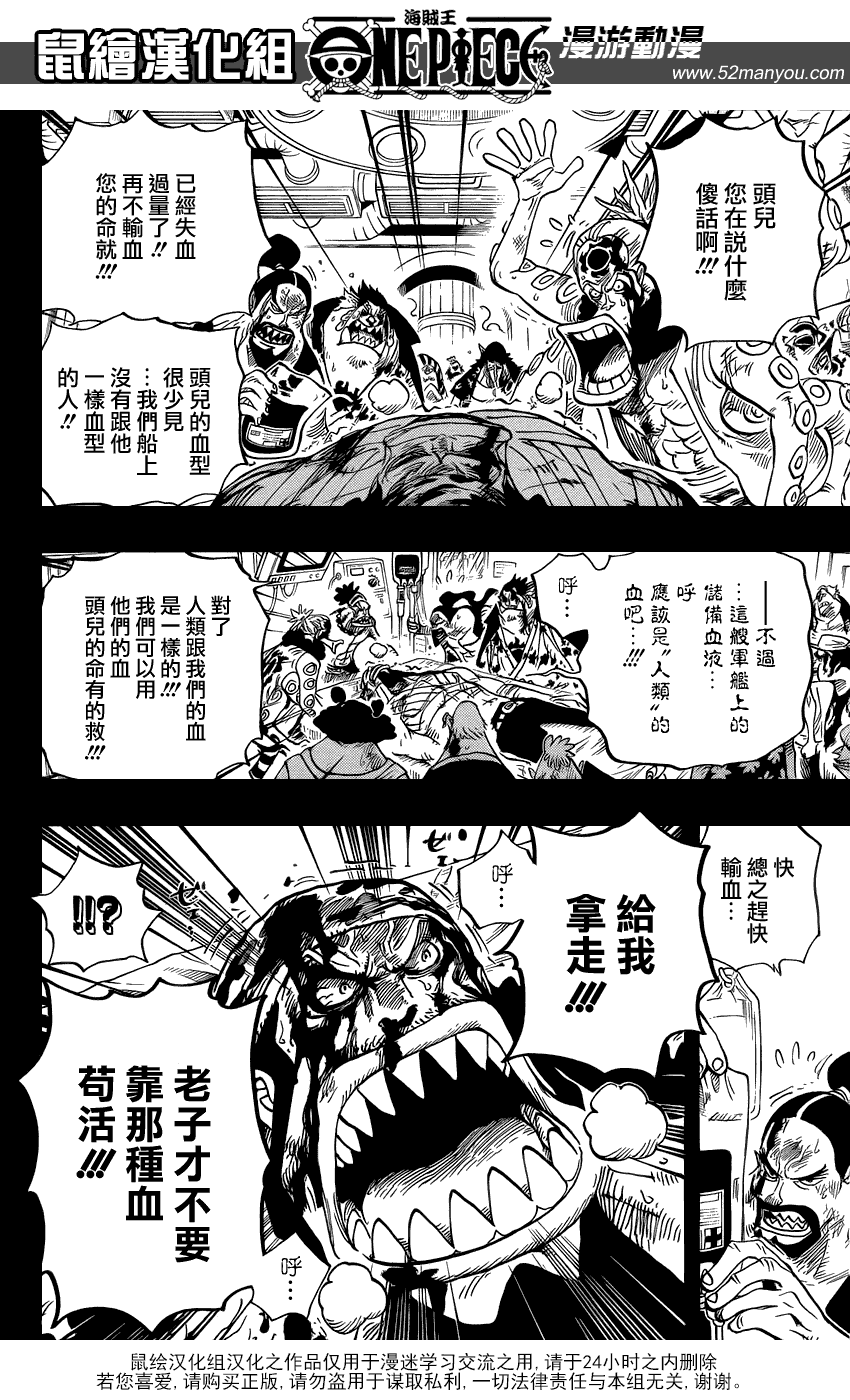 鼠繪漢化組
海賊王
ONE PIECE
漫游動漫
www.52manyou.com
頭兒
您在説什麼
傻話啊!!!
已經失血
過量了!!
再不輸血
您的命就!!!
頭兒的血型
很少見
…我們船上
沒有跟他
一樣血型
的人!!
——不過
…這艘軍艦上的
儲備血液…
呼
應該是"人類"的
血吧…!!!
呼…
對了
人類跟我們的血
是一樣的!!!
我們可以用
他們的血
頭兒的命有的救!!!
快
總之趕快
輸血…
給我
拿走!!!
呼…
ゼェ
ゼェ
!!?
老子才不要
靠那種血
苟活!!!
呼…
鼠绘汉化组汉化之作品仅用于漫迷学习交流之用,请于24小时之内删除
若您喜爱,请购买正版,请勿盗用于谋取私利,一切法律责任与本组无关,谢谢。